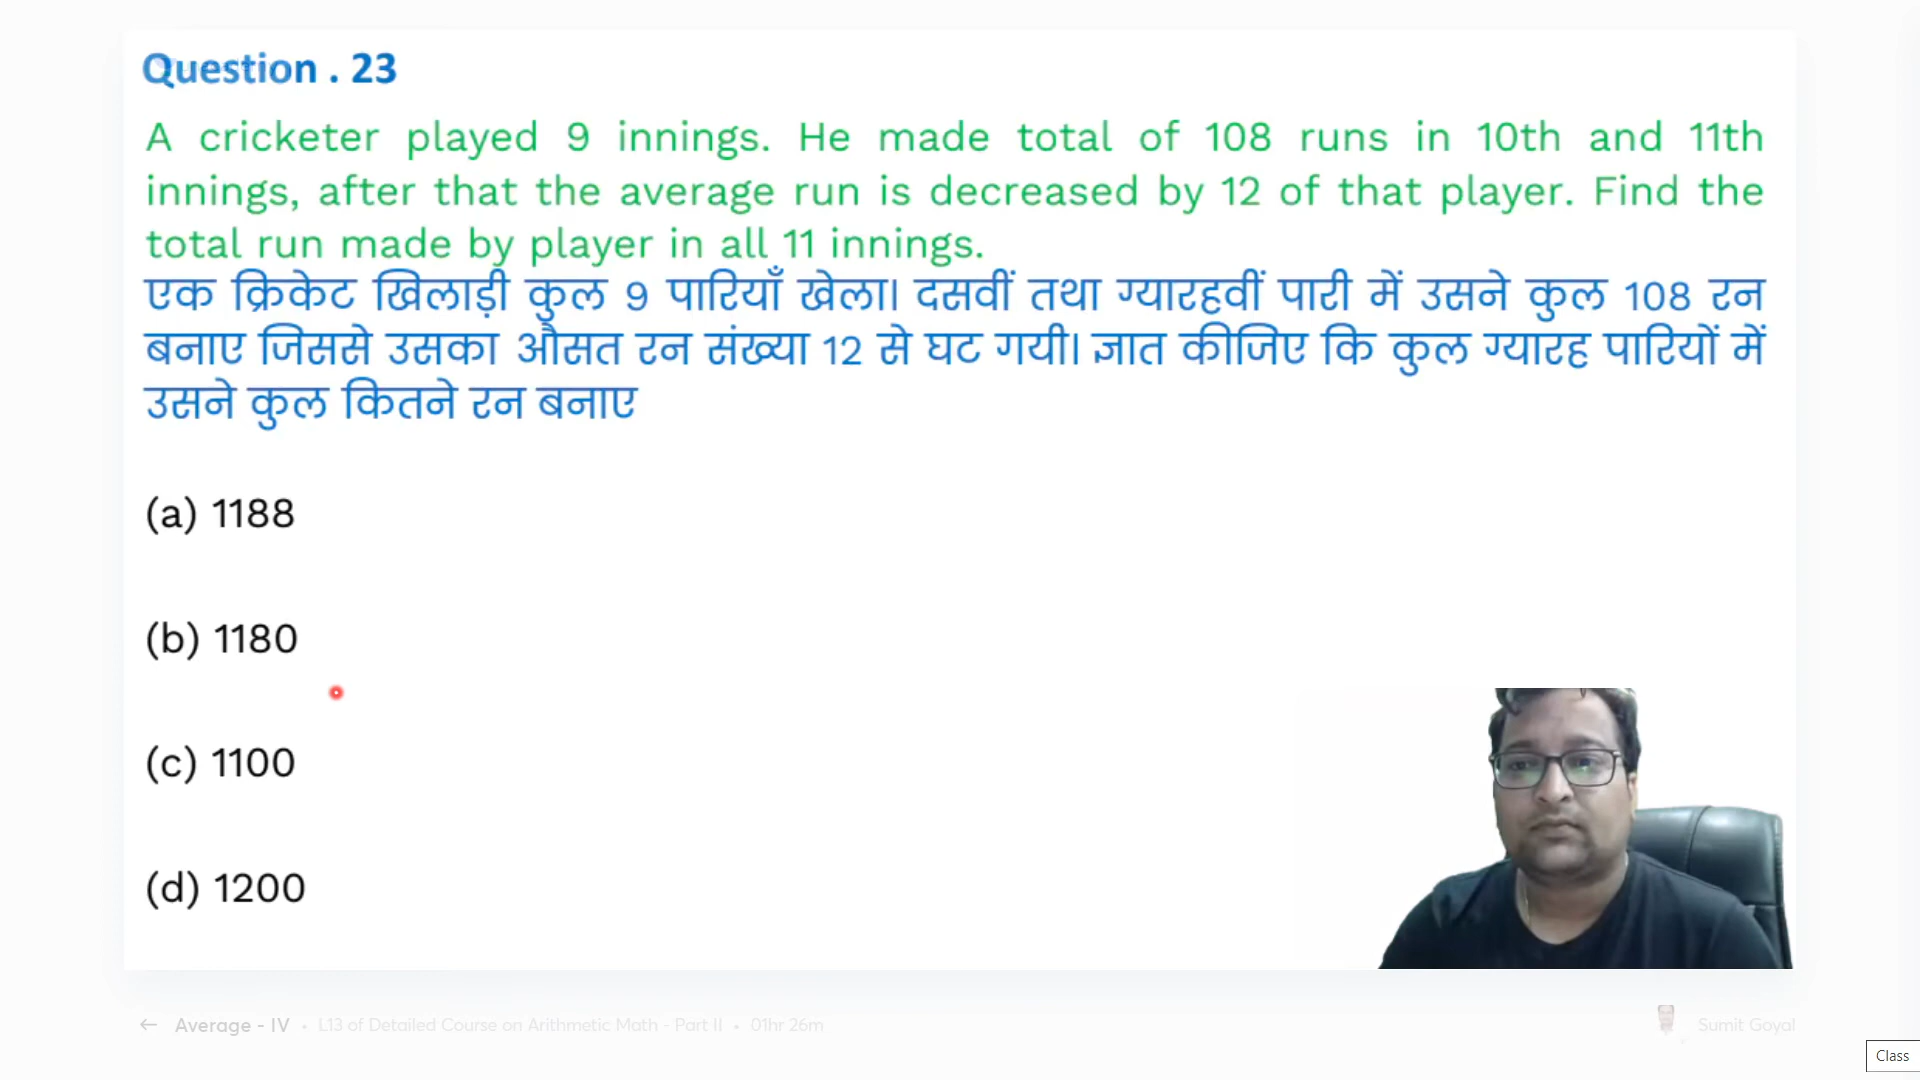 Question . 23
A cricketer played 9 innings. He made total of 108 runs in 10th and 11th
innings, after that the average run is decreased by 12 of that player. Find the
total run made by player in all 11 innings.
एक क्रिकेट खिलाड़ी कुल 9 पारियाँ खेला। दसवीं तथा ग्यारहवीं पारी में उसने कुल 108 रन
बनाए जिससे उसका औसत रन संख्या 12 से घट गयी। ज्ञात कीजिए कि कुल ग्यारह पारियों में
उसने कुल कितने रन बनाए
(a) 1188
(b) 1180
(c) 1100
(d) 1200
← Average - IV • L13 of Detailed Course on Arithmetic Math - Part II • 01hr 26m
Sumit Goyal
Class